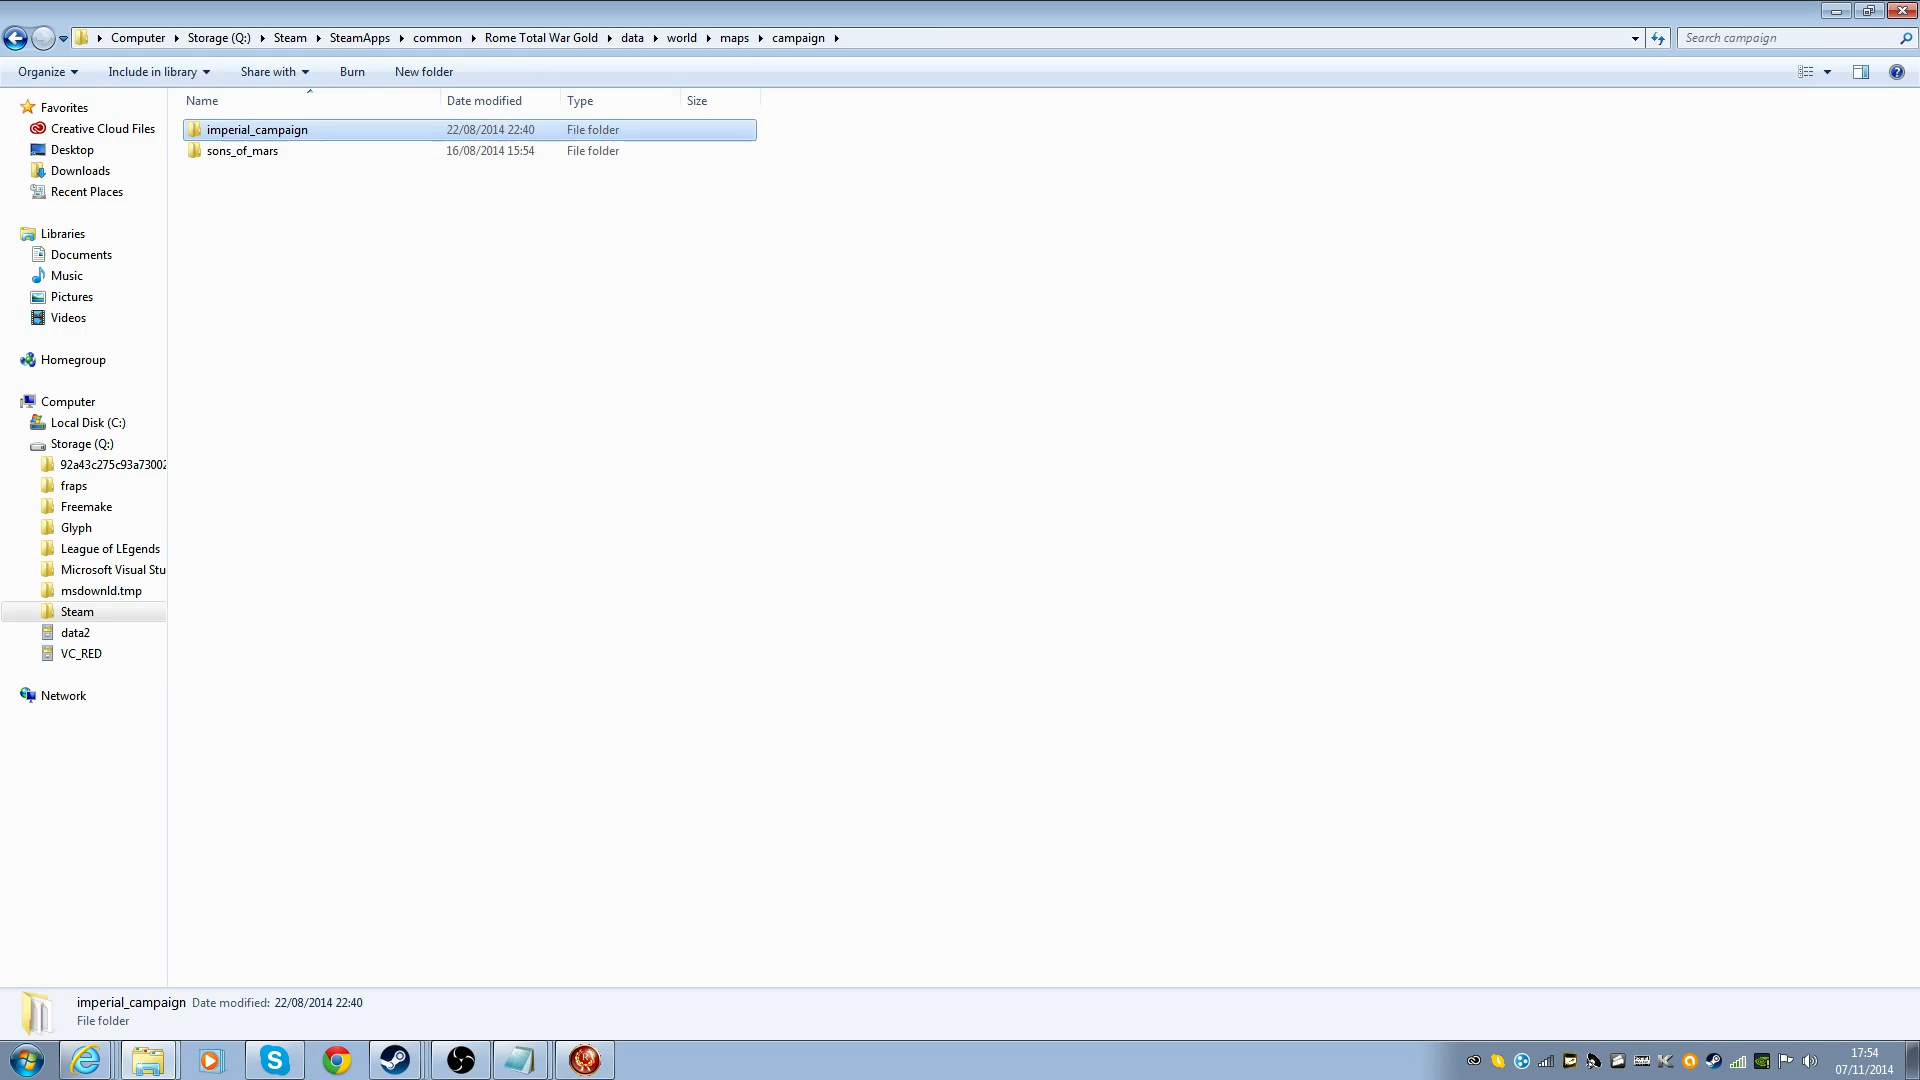 Computer Storage (Q:) Steam SteamApps common Rome Total War Gold data world maps campaign
Search campaign
Organize Include in library Share with Burn New folder
Name Date modified Type Size
imperial_campaign 22/08/2014 22:40 File folder
sons_of_mars 16/08/2014 15:54 File folder
Favorites
Creative Cloud Files
Desktop
Downloads
Recent Places
Libraries
Documents
Music
Pictures
Videos
Homegroup
Computer
Local Disk (C:)
Storage (Q:)
92a43c275c93a73002
fraps
Freemake
Glyph
League of LEgends
Microsoft Visual Stu
msdownld.tmp
Steam
data2
VC_RED
Network
imperial_campaign Date modified: 22/08/2014 22:40
File folder
17:54
07/11/2014